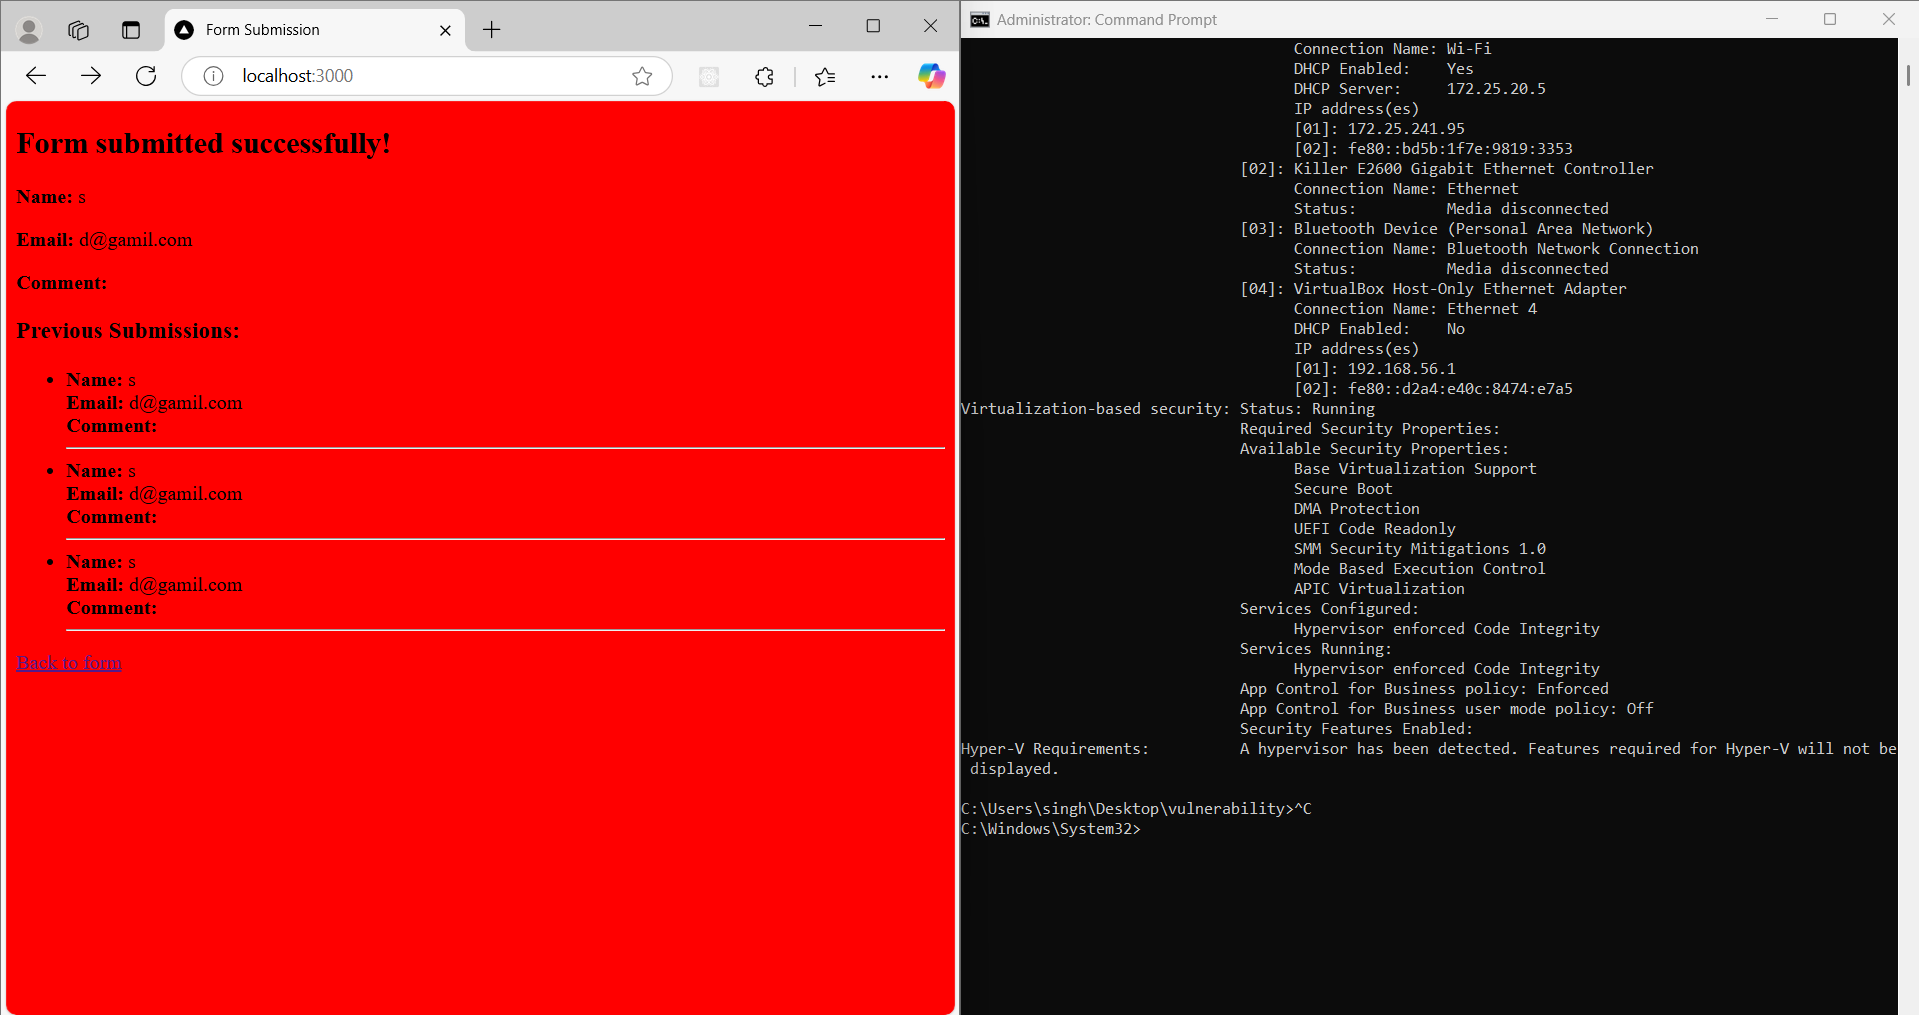 Form Submission
localhost:3000
Form submitted successfully!
Name: s
Email: d@gamil.com
Comment:
Previous Submissions:
Name: s
Email: d@gamil.com
Comment:
Name: s
Email: d@gamil.com
Comment:
Name: s
Email: d@gamil.com
Comment:
Back to form
Administrator: Command Prompt
Connection Name: Wi-Fi
DHCP Enabled:    Yes
DHCP Server:     172.25.20.5
IP address(es)
[01]: 172.25.241.95
[02]: fe80::bd5b:1f7e:9819:3353
[02]: Killer E2600 Gigabit Ethernet Controller
Connection Name: Ethernet
Status:          Media disconnected
[03]: Bluetooth Device (Personal Area Network)
Connection Name: Bluetooth Network Connection
Status:          Media disconnected
[04]: VirtualBox Host-Only Ethernet Adapter
Connection Name: Ethernet 4
DHCP Enabled:    No
IP address(es)
[01]: 192.168.56.1
[02]: fe80::d2a4:e40c:8474:e7a5
Virtualization-based security: Status: Running
Required Security Properties:
Available Security Properties:
Base Virtualization Support
Secure Boot
DMA Protection
UEFI Code Readonly
SMM Security Mitigations 1.0
Mode Based Execution Control
APIC Virtualization
Services Configured:
Hypervisor enforced Code Integrity
Services Running:
Hypervisor enforced Code Integrity
App Control for Business policy: Enforced
App Control for Business user mode policy: Off
Security Features Enabled:
Hyper-V Requirements:          A hypervisor has been detected. Features required for Hyper-V will not be
displayed.
C:\Users\singh\Desktop\vulnerability>^C
C:\Windows\System32>